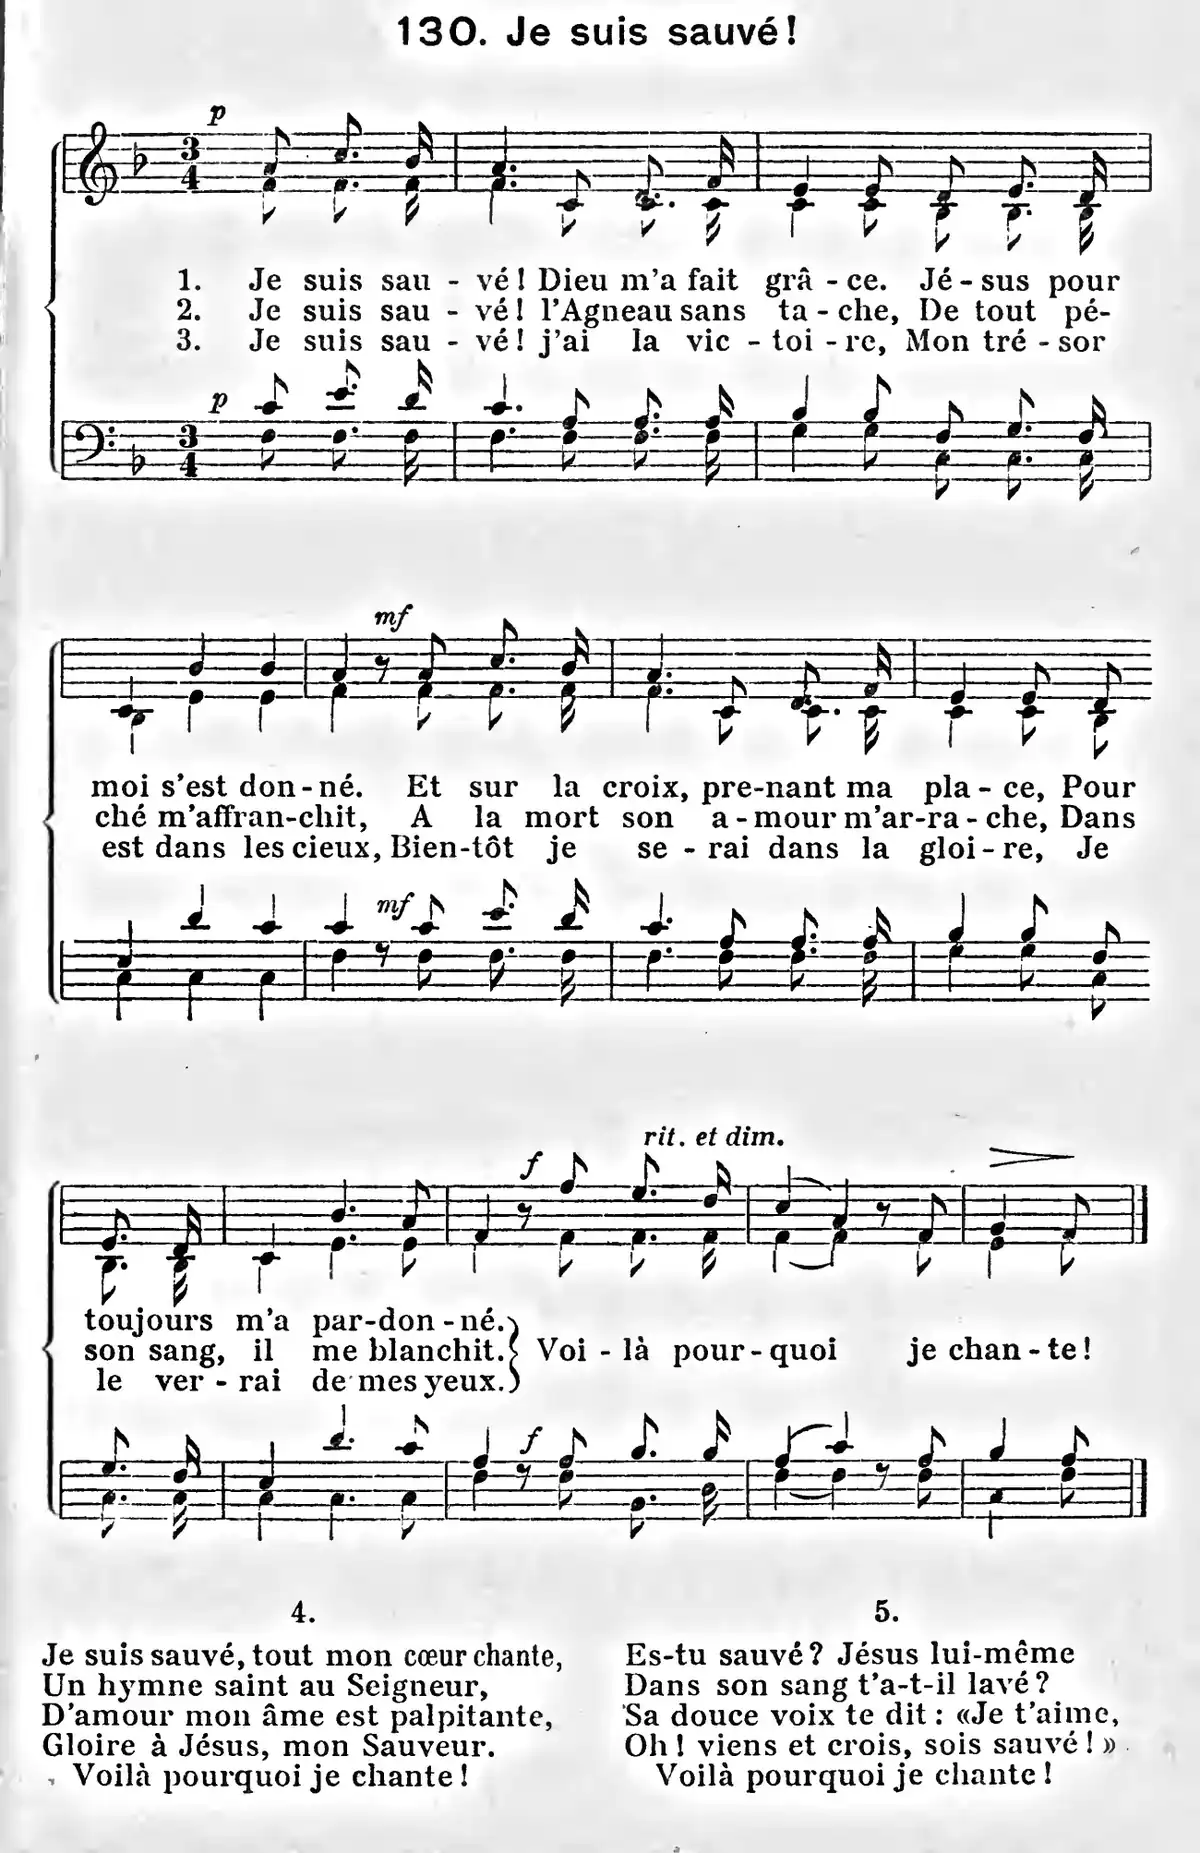 130. Je suis sauvé!
p
3
4
1. Je suis sau - vé! Dieu m'a fait grâ - ce. Jé - sus pour
2. Je suis sau - vé! l'Agneau sans ta - che, De tout pé-
3. Je suis sau - vé! j'ai la vic - toi - re, Mon tré - sor
p
3
4
mf
moi s'est don - né. Et sur la croix, pre-nant ma pla - ce, Pour
ché m'affran-chit, A la mort son a - mour m'ar-ra - che, Dans
est dans les cieux, Bien-tôt je se - rai dans la gloi - re, Je
mf
rit. et dim.
f
toujours m'a par-don - né.
son sang, il me blanchit. } Voi - là pour - quoi je chan - te!
le ver - rai de mes yeux.
f
4.
Je suis sauvé, tout mon cœur chante,
Un hymne saint au Seigneur,
D'amour mon âme est palpitante,
Gloire à Jésus, mon Sauveur.
Voilà pourquoi je chante!
5.
Es-tu sauvé? Jésus lui-même
Dans son sang t'a-t-il lavé?
Sa douce voix te dit: «Je t'aime,
Oh! viens et crois, sois sauvé!»
Voilà pourquoi je chante!